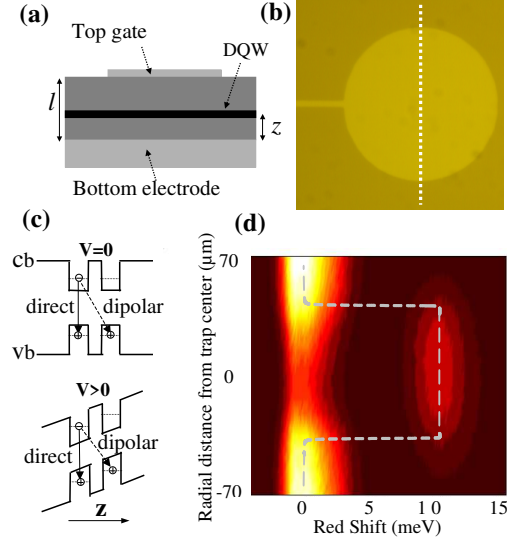 (a)
Top gate
DQW
l
z
Bottom electrode
(b)
(c)
V=0
cb
direct
dipolar
vb
V>0
direct
dipolar
z
(d)
Radial distance from trap center (μm)
70
0
-70
0
5
1 0
15
Red Shift (meV)